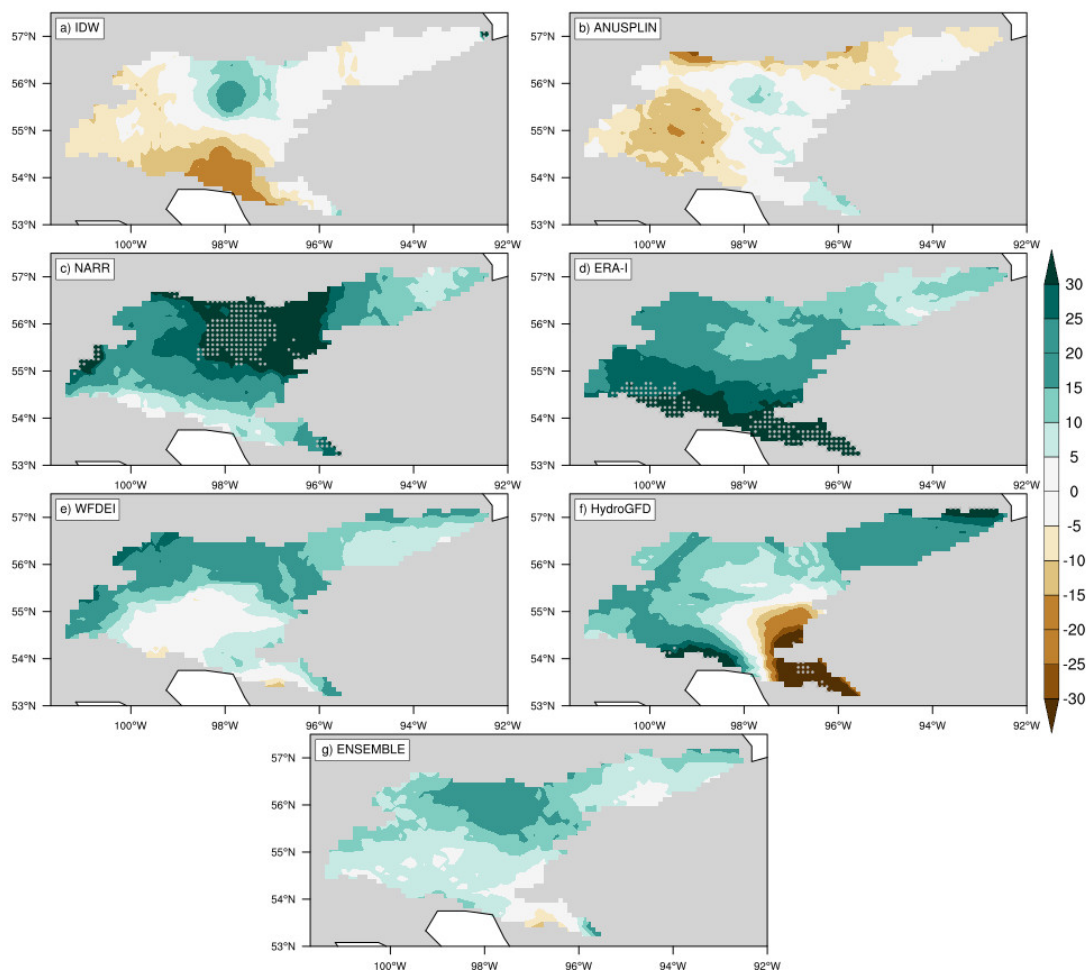 a) IDW
57°N
56°N
55°N
54°N
53°N
100°W 98°W 96°W 94°W 92°W
b) ANUSPLIN
57°N
56°N
55°N
54°N
53°N
100°W 98°W 96°W 94°W 92°W
c) NARR
57°N
56°N
55°N
54°N
53°N
100°W 98°W 96°W 94°W 92°W
d) ERA-I
57°N
56°N
55°N
54°N
53°N
100°W 98°W 96°W 94°W 92°W
e) WFDEI
57°N
56°N
55°N
54°N
53°N
100°W 98°W 96°W 94°W 92°W
f) HydroGFD
57°N
56°N
55°N
54°N
53°N
100°W 98°W 96°W 94°W 92°W
30
25
20
15
10
5
0
-5
-10
-15
-20
-25
-30
g) ENSEMBLE
57°N
56°N
55°N
54°N
53°N
100°W 98°W 96°W 94°W 92°W